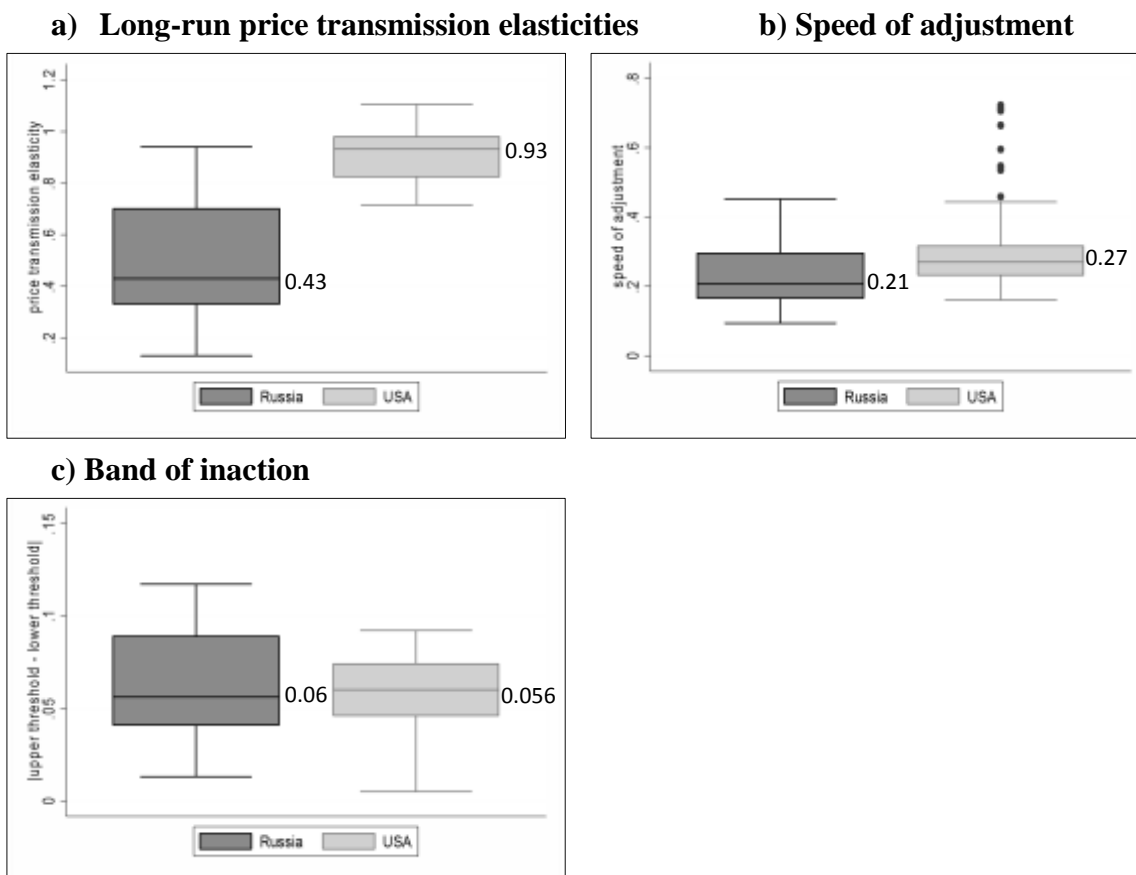 a) Long-run price transmission elasticities
b) Speed of adjustment
price transmission elasticity
1.2
1
.8
.6
.4
.2
0.43
0.93
Russia USA
speed of adjustment
.8
.6
.4
.2
0
0.21
0.27
Russia USA
c) Band of inaction
|upper threshold - lower threshold|
.15
.1
.05
0
0.06
0.056
Russia USA